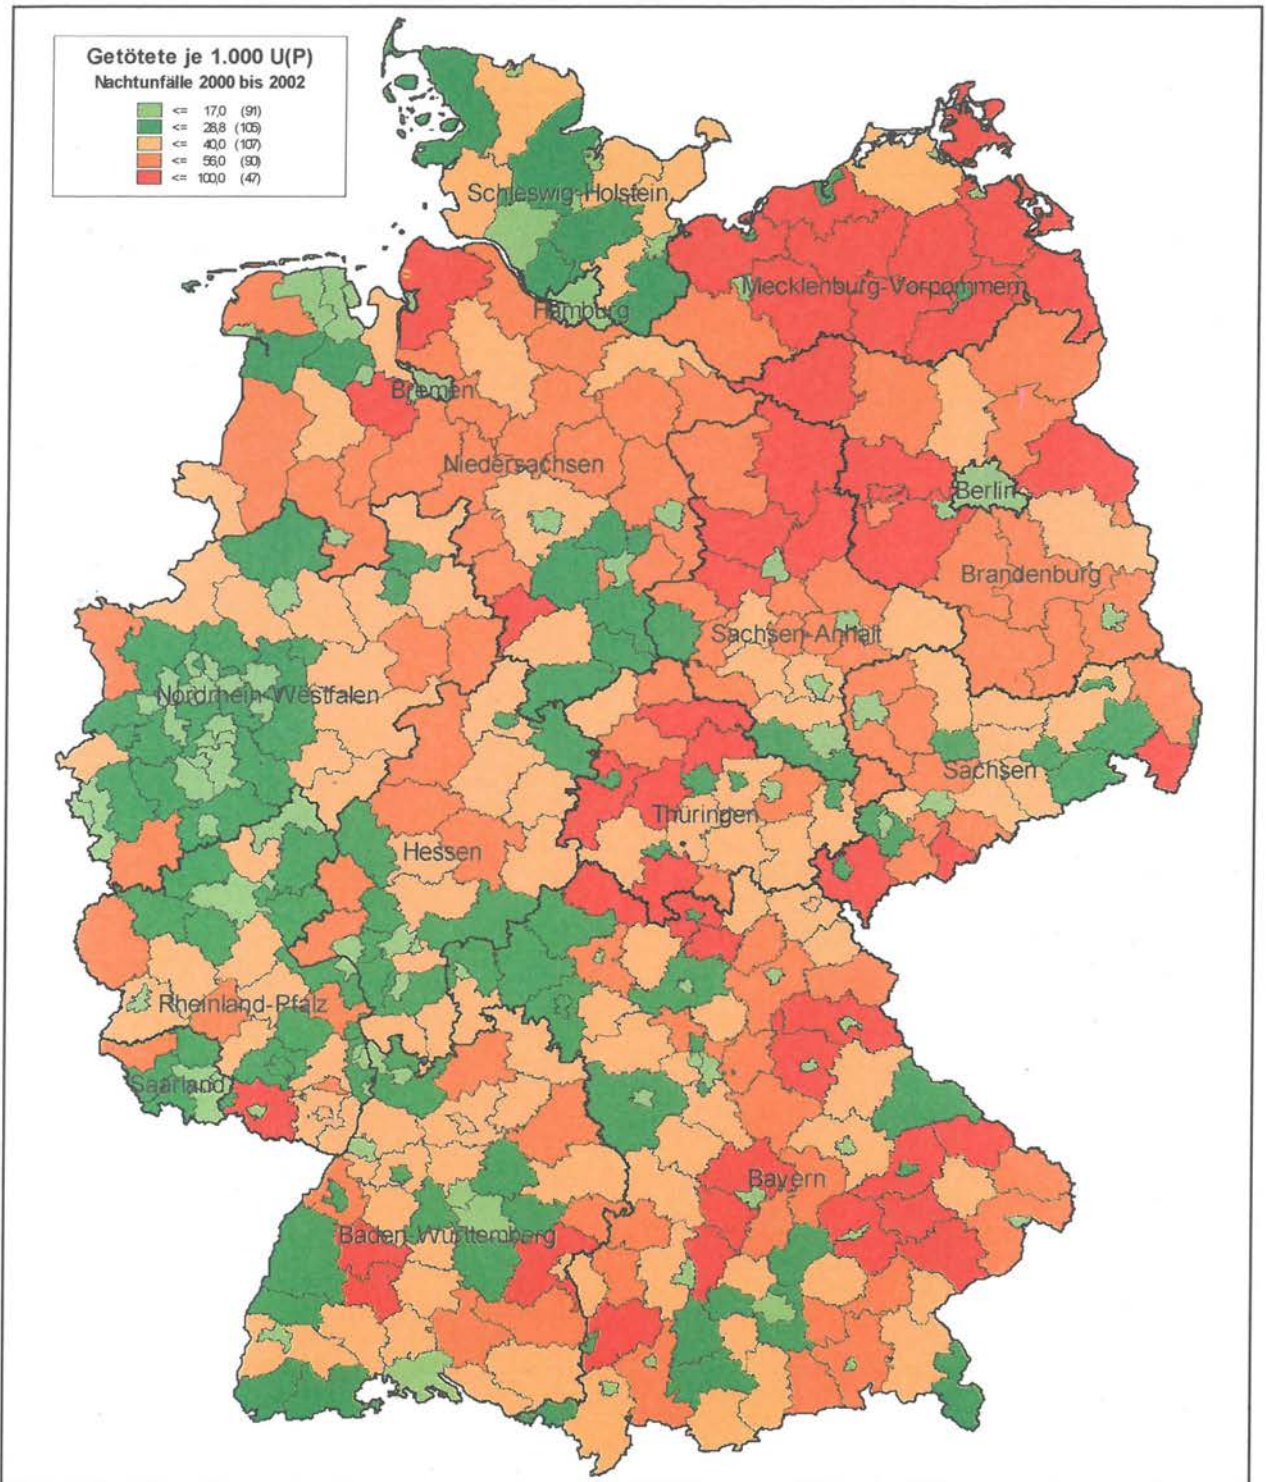 Getötete je 1.000 U(P)
Nachtunfälle 2000 bis 2002
<= 17,0 (91)
<= 28,8 (105)
<= 40,0 (107)
<= 56,0 (90)
<= 100,0 (47)
Schleswig-Holstein
Mecklenburg-Vorpommern
Hamburg
Bremen
Niedersachsen
Berlin
Brandenburg
Sachsen-Anhalt
Nordrhein-Westfalen
Sachsen
Thüringen
Hessen
Rheinland-Pfalz
Saarland
Bayern
Baden-Württemberg